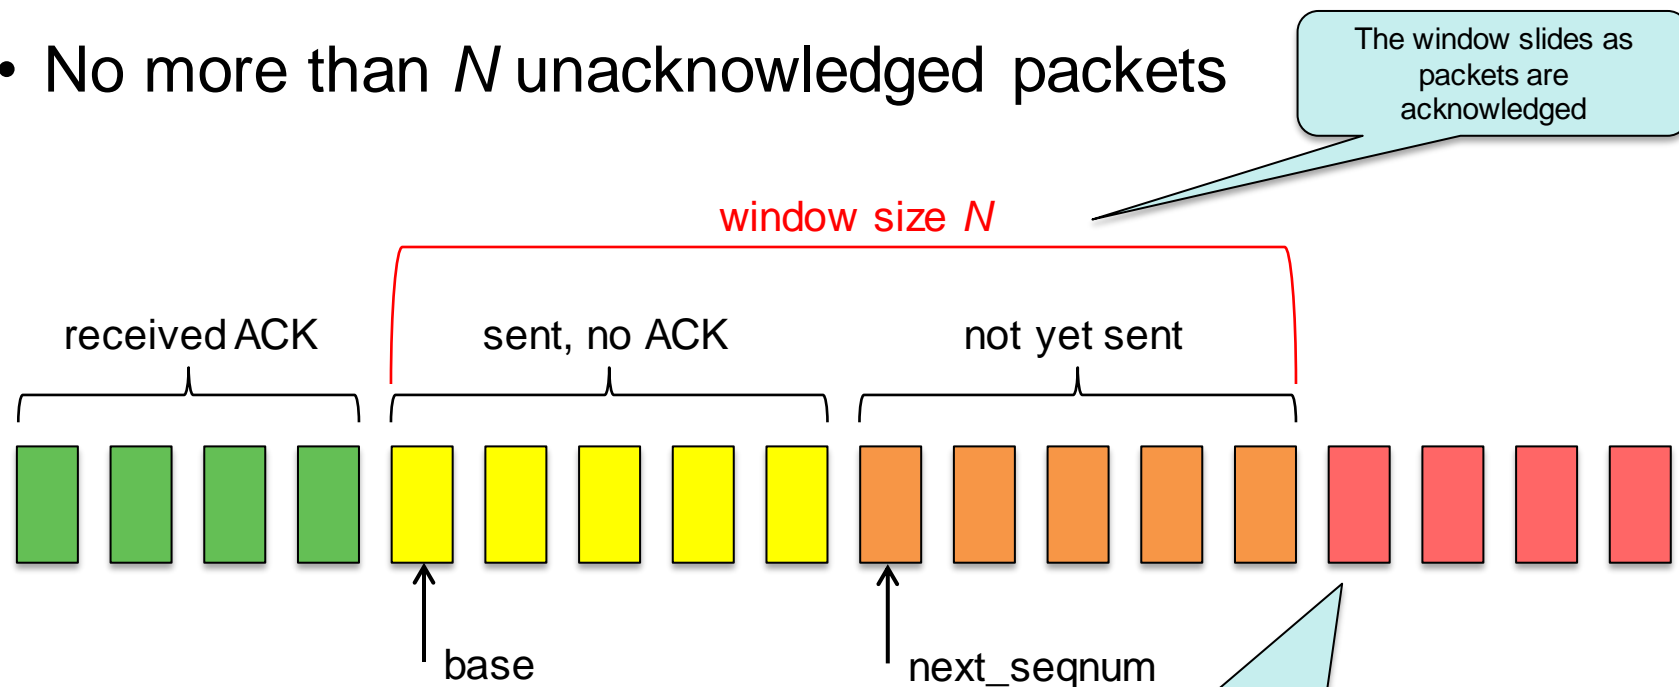 • No more than N unacknowledged packets
The window slides as
packets are
acknowledged
window size N
received ACK
sent, no ACK
not yet sent
base
next_seqnum